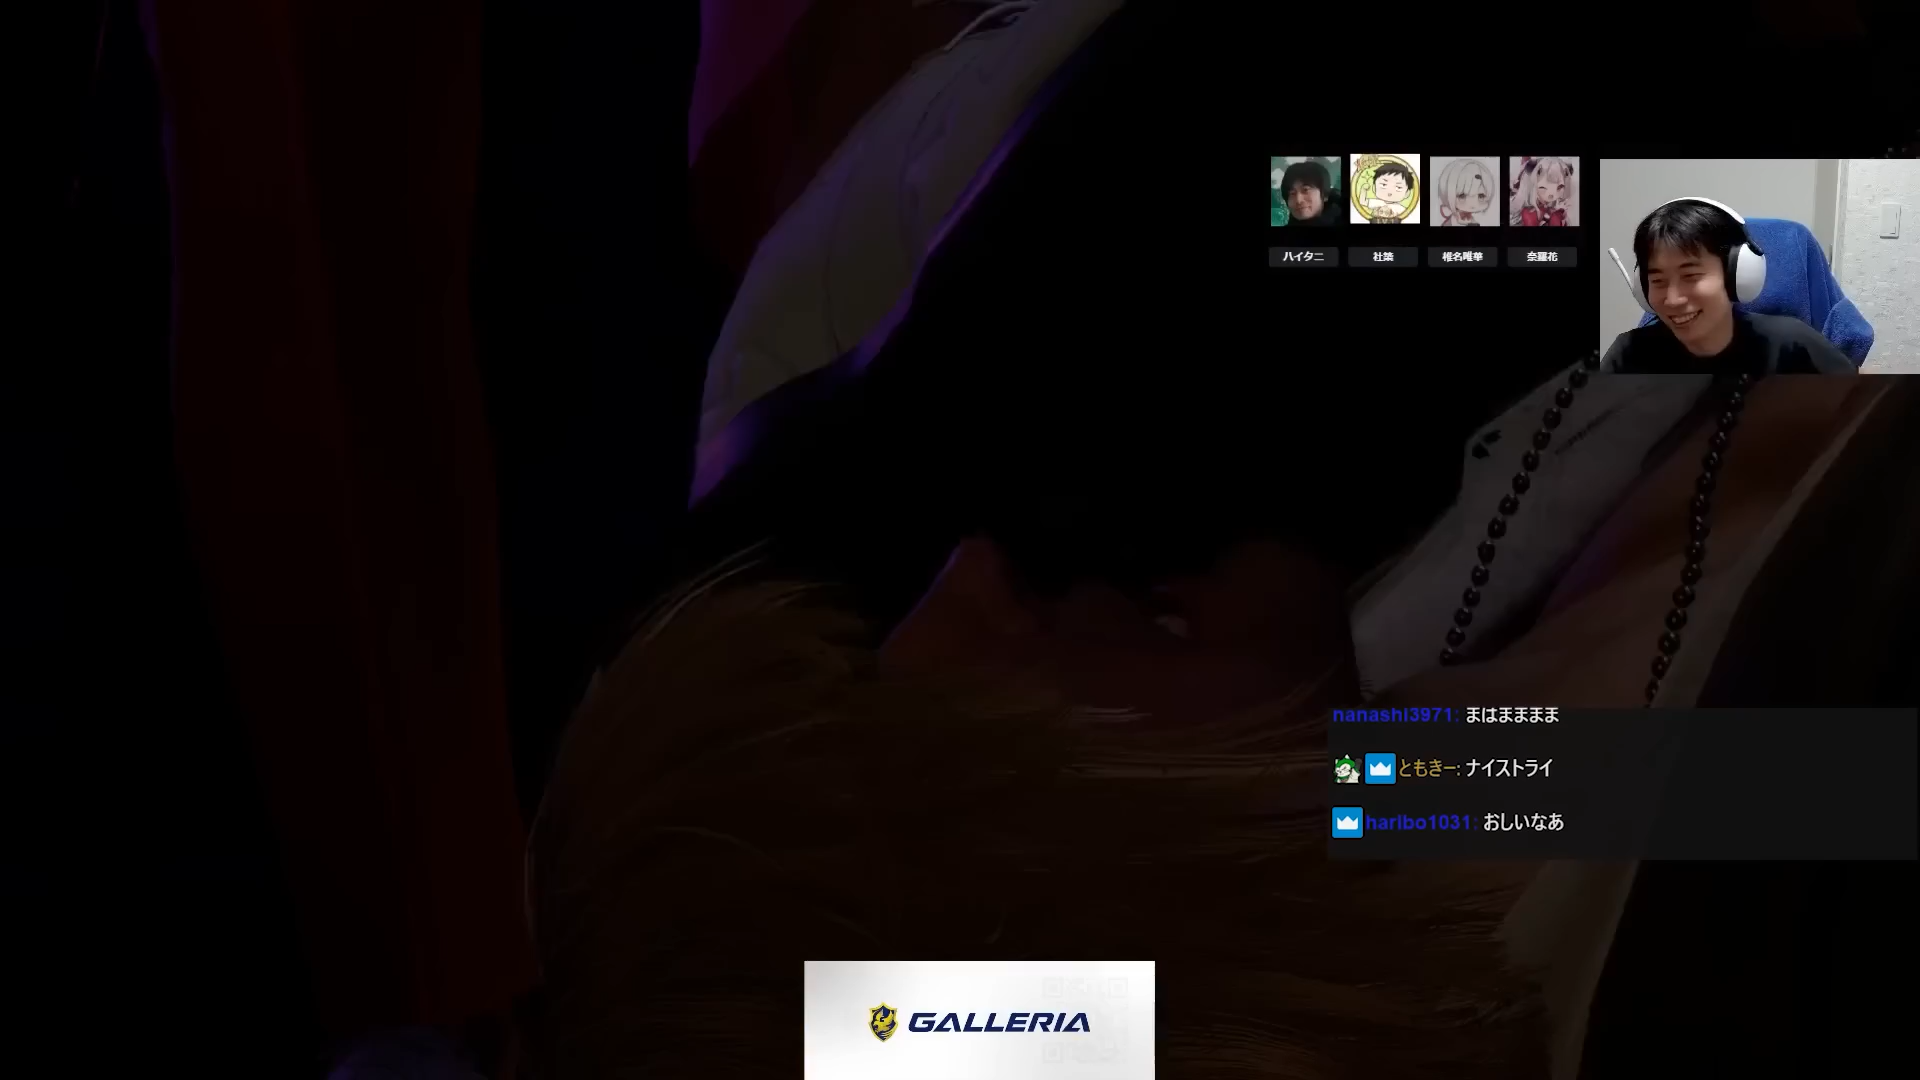 ハイタニ
社築
椎名唯華
奈羅花
nanashi3971: まはまままま
ともきー: ナイストライ
haribo1031: おしいなあ
GALLERIA